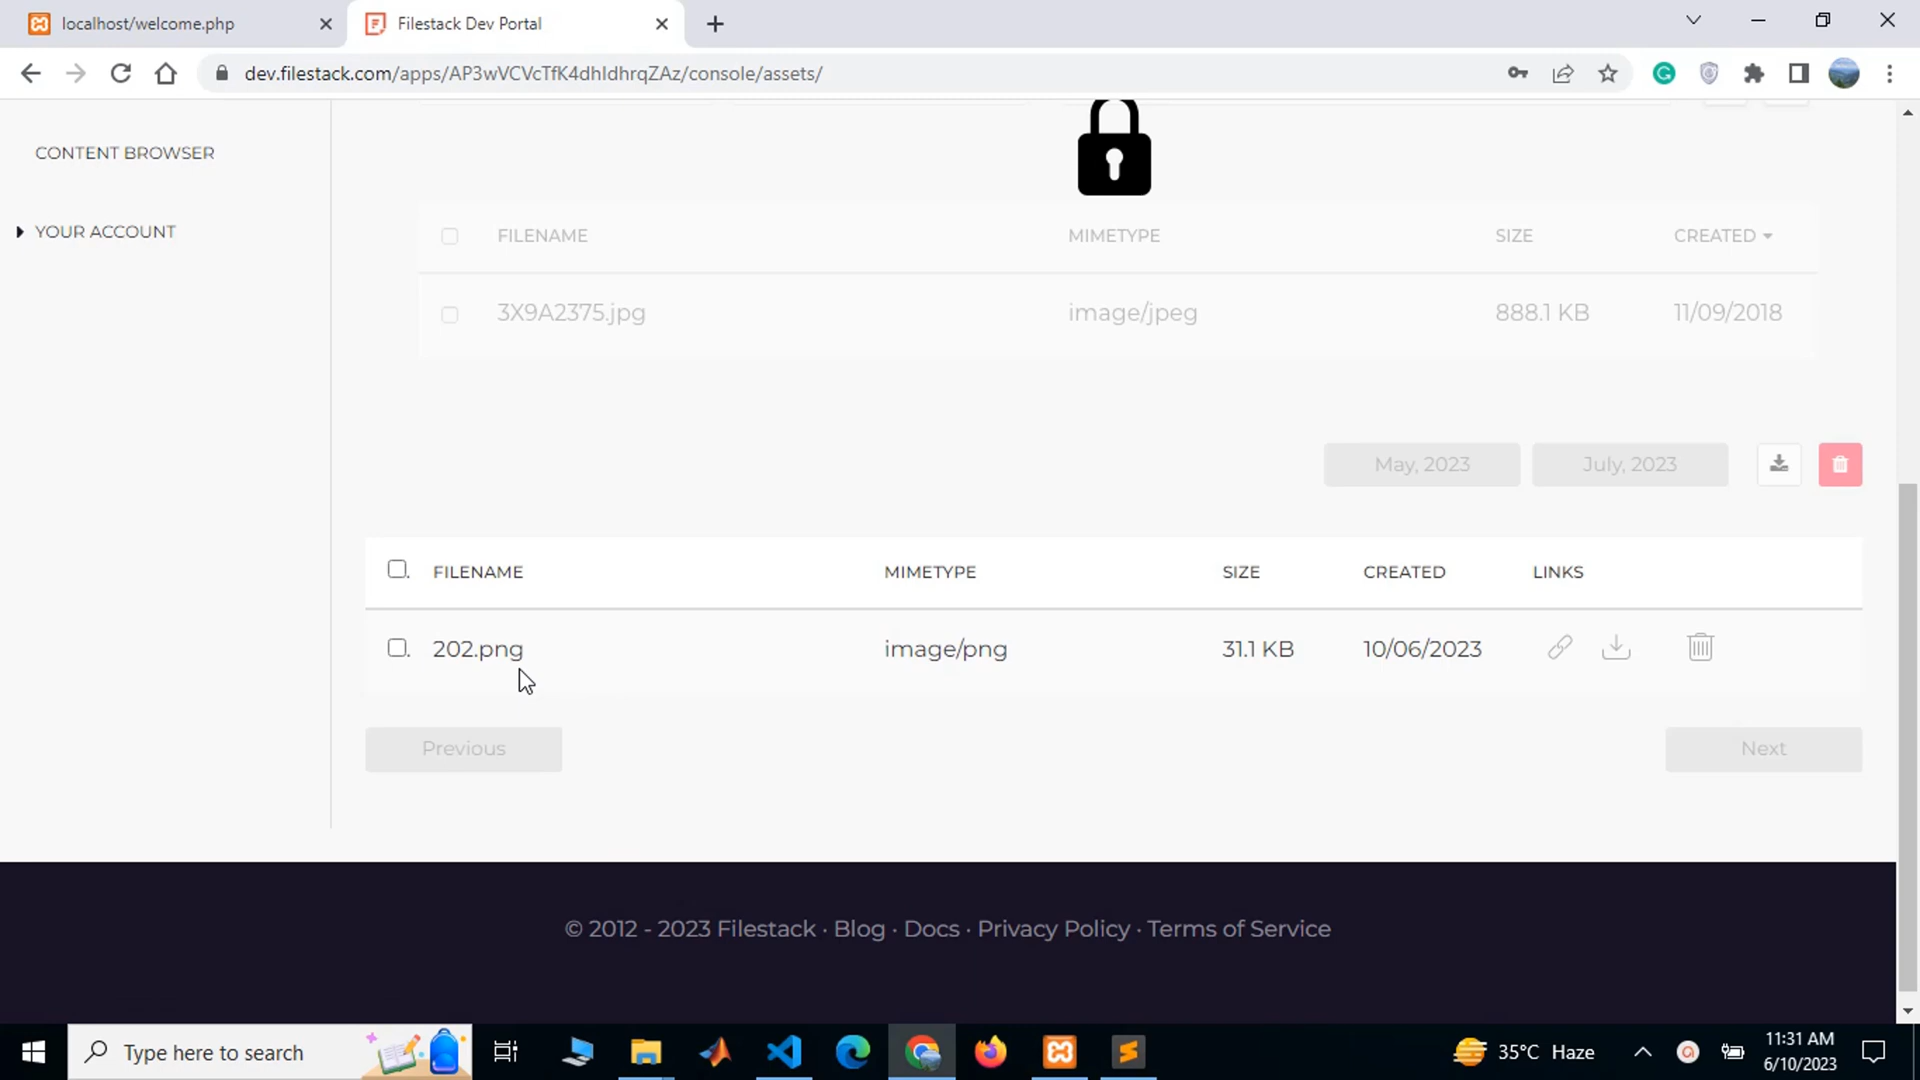 localhost/welcome.php
Filestack Dev Portal
dev.filestack.com/apps/AP3wVCVcTfK4dhIdhrqZAz/console/assets/
CONTENT BROWSER
YOUR ACCOUNT
FILENAME MIMETYPE SIZE CREATED
3X9A2375.jpg image/jpeg 888.1 KB 11/09/2018
May, 2023 July, 2023
FILENAME MIMETYPE SIZE CREATED LINKS
202.png image/png 31.1 KB 10/06/2023
Previous Next
© 2012 - 2023 Filestack · Blog · Docs · Privacy Policy · Terms of Service
Type here to search
35°C Haze
11:31 AM
6/10/2023